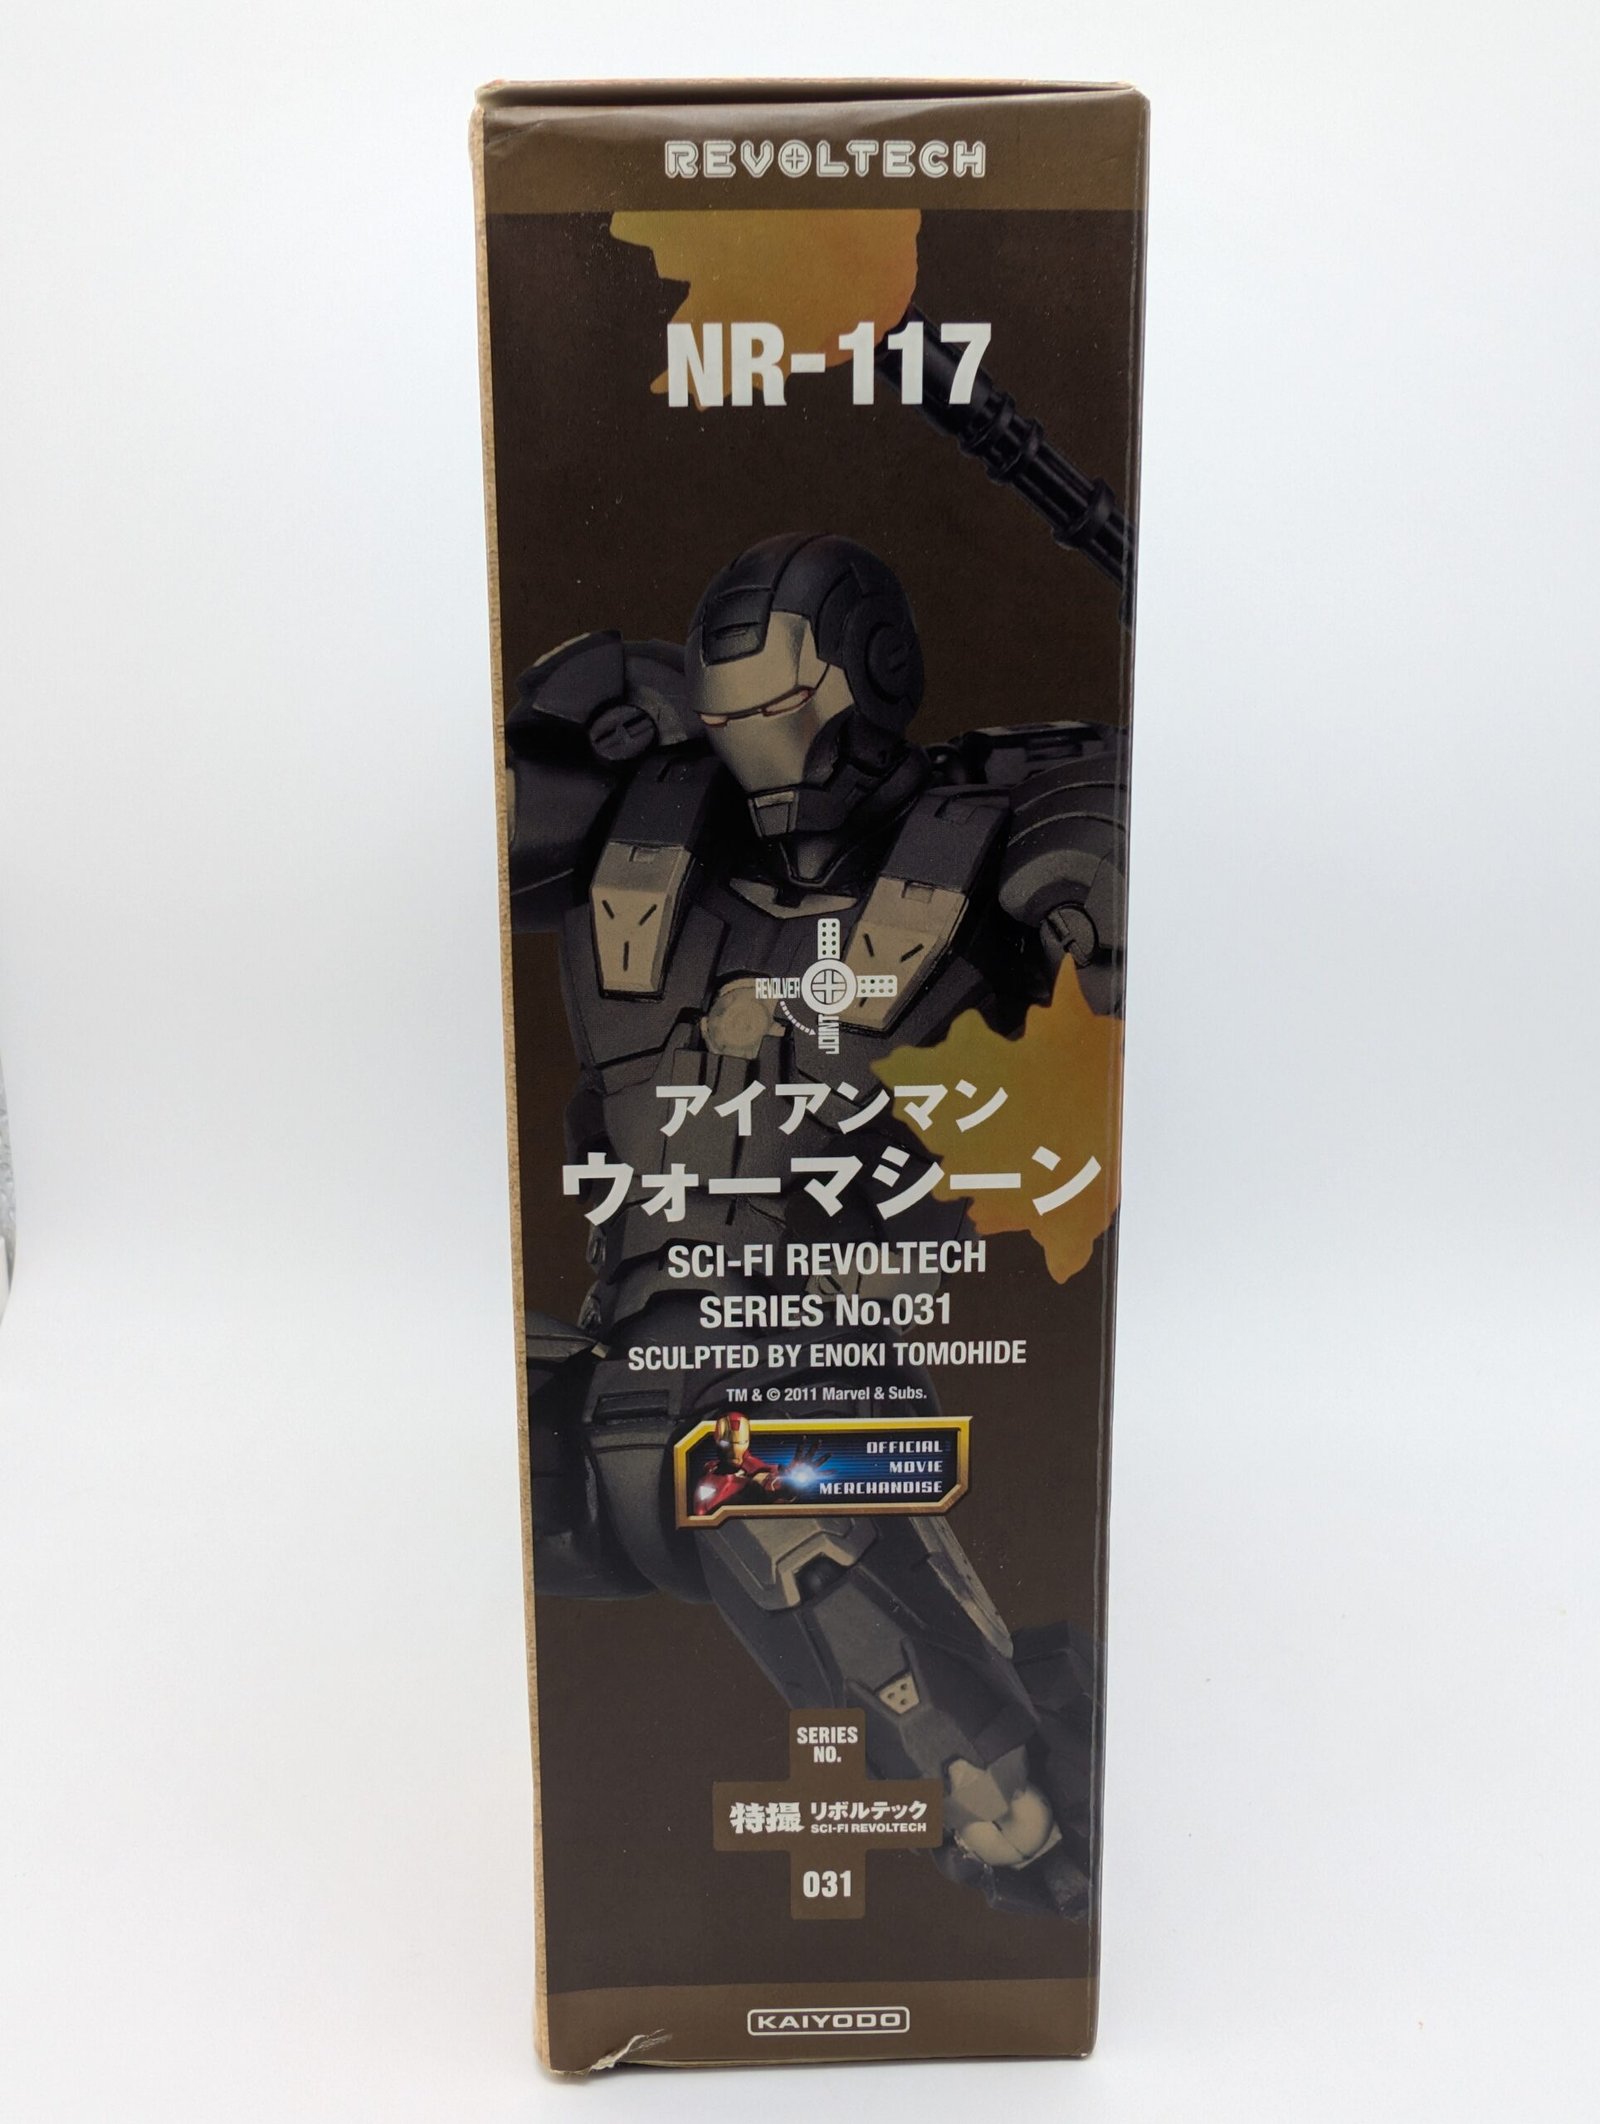 REVOLTECH
NR-117
REVOLVER
JOINT
アイアンマン
ウォーマシーン
SCI-FI REVOLTECH
SERIES No.031
SCULPTED BY ENOKI TOMOHIDE
TM & © 2011 Marvel & Subs.
OFFICIAL
MOVIE
MERCHANDISE
SERIES
NO.
特撮 リボルテック
SCI-FI REVOLTECH
031
KAIYODO